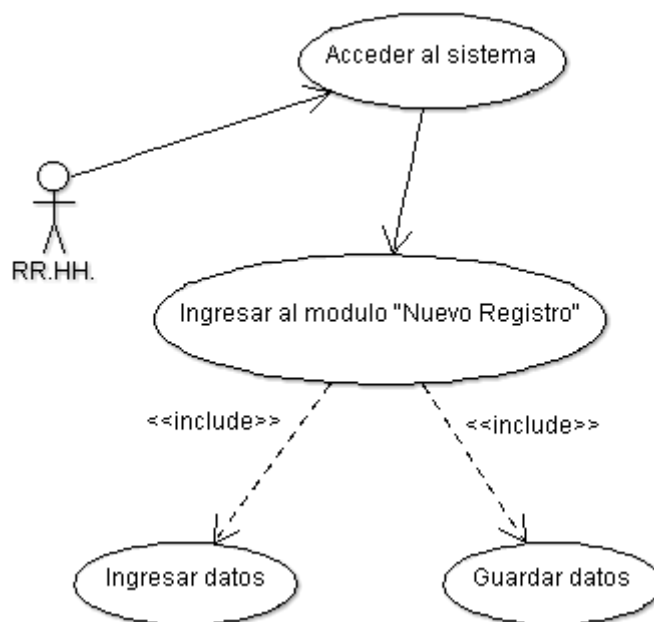 Acceder al sistema
RR.HH.
Ingresar al modulo "Nuevo Registro"
<<include>>
<<include>>
Ingresar datos
Guardar datos